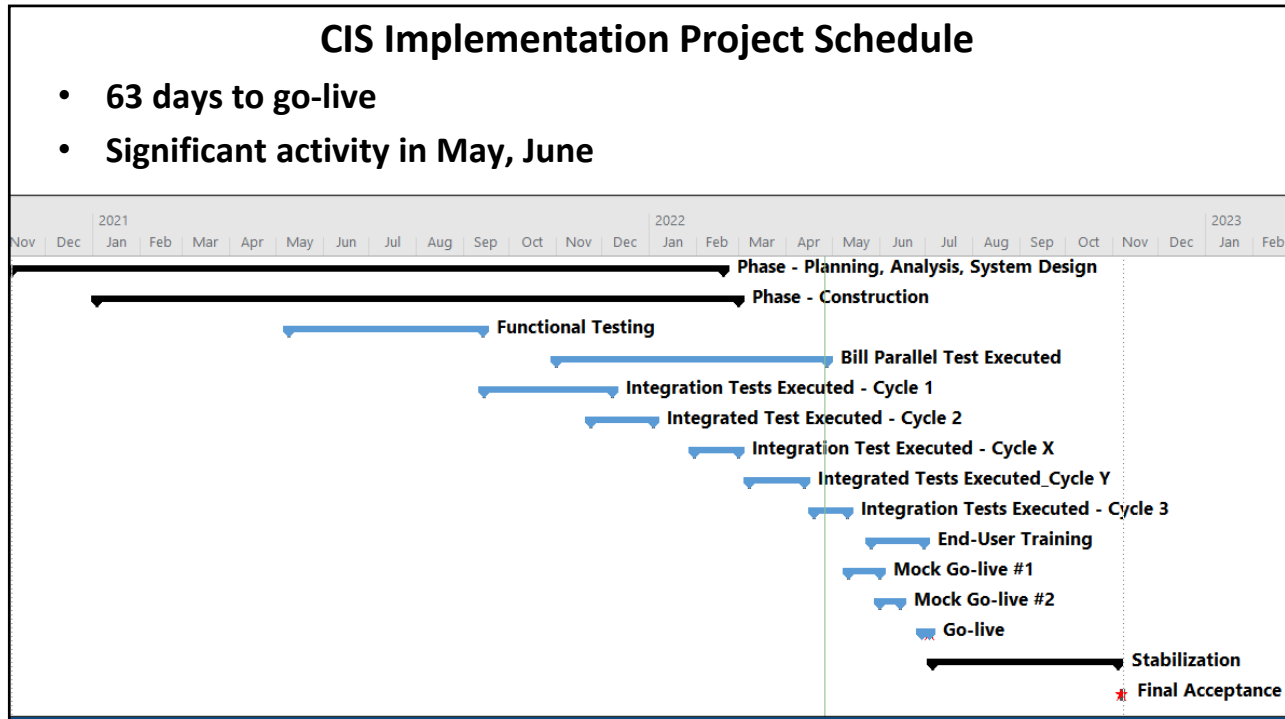 CIS Implementation Project Schedule
• 63 days to go-live
• Significant activity in May, June
2021 2022 2023
Nov Dec Jan Feb Mar Apr May Jun Jul Aug Sep Oct Nov Dec Jan Feb Mar Apr May Jun Jul Aug Sep Oct Nov Dec Jan Feb
Phase - Planning, Analysis, System Design
Phase - Construction
Functional Testing
Bill Parallel Test Executed
Integration Tests Executed - Cycle 1
Integrated Test Executed - Cycle 2
Integration Test Executed - Cycle X
Integrated Tests Executed_Cycle Y
Integration Tests Executed - Cycle 3
End-User Training
Mock Go-live #1
Mock Go-live #2
Go-live
Stabilization
Final Acceptance